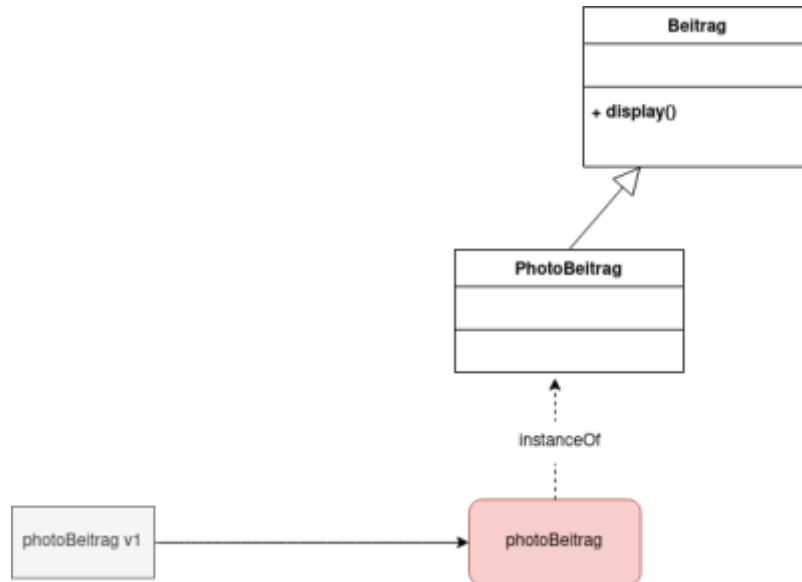 Beitrag
+ display()
PhotoBeitrag
instanceOf
photoBeitrag v1
photoBeitrag